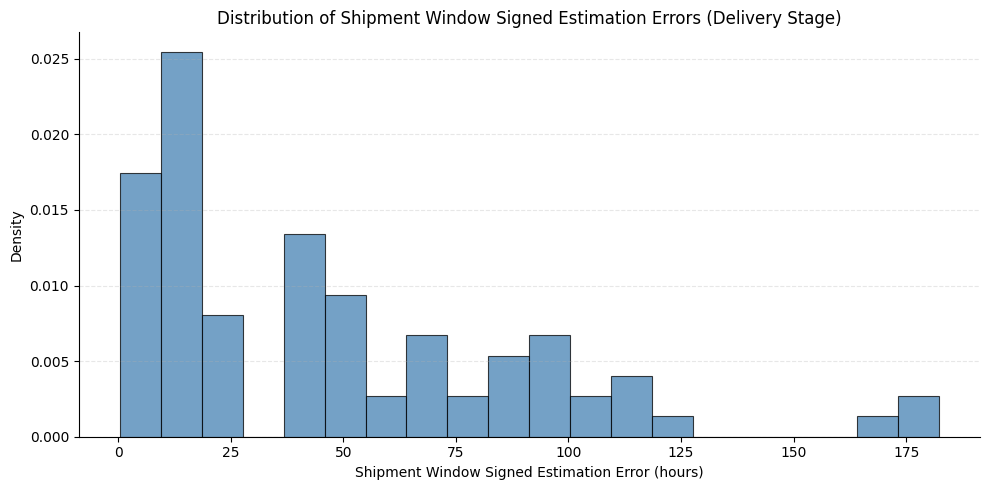 Distribution of Shipment Window Signed Estimation Errors (Delivery Stage)
Density
0.025
0.020
0.015
0.010
0.005
0.000
0 25 50 75 100 125 150 175
Shipment Window Signed Estimation Error (hours)